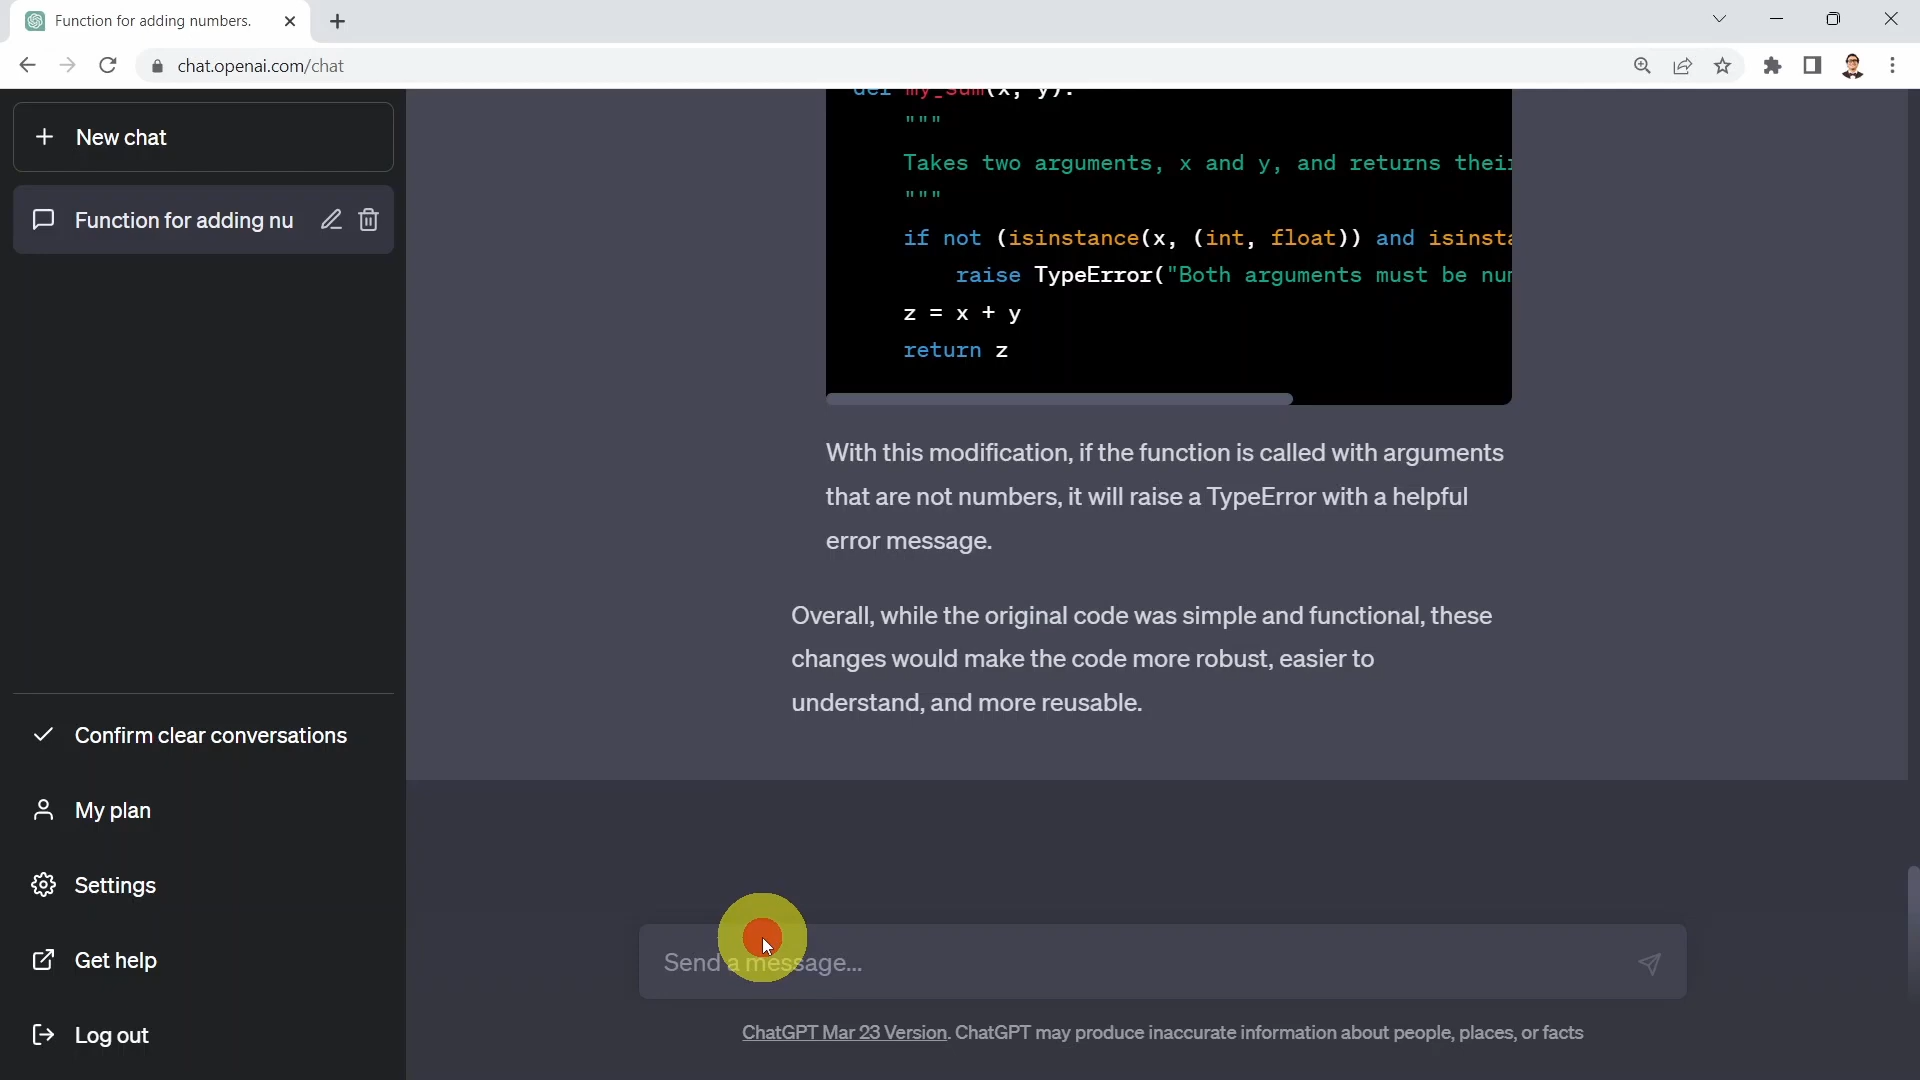 Function for adding numbers.
chat.openai.com/chat
New chat
Function for adding nu
Confirm clear conversations
My plan
Settings
Get help
Log out
def my_sum(x, y):
"""
Takes two arguments, x and y, and returns their
"""
if not (isinstance(x, (int, float)) and isinsta
raise TypeError("Both arguments must be num
z = x + y
return z
With this modification, if the function is called with arguments
that are not numbers, it will raise a TypeError with a helpful
error message.
Overall, while the original code was simple and functional, these
changes would make the code more robust, easier to
understand, and more reusable.
Send a message...
ChatGPT Mar 23 Version. ChatGPT may produce inaccurate information about people, places, or facts